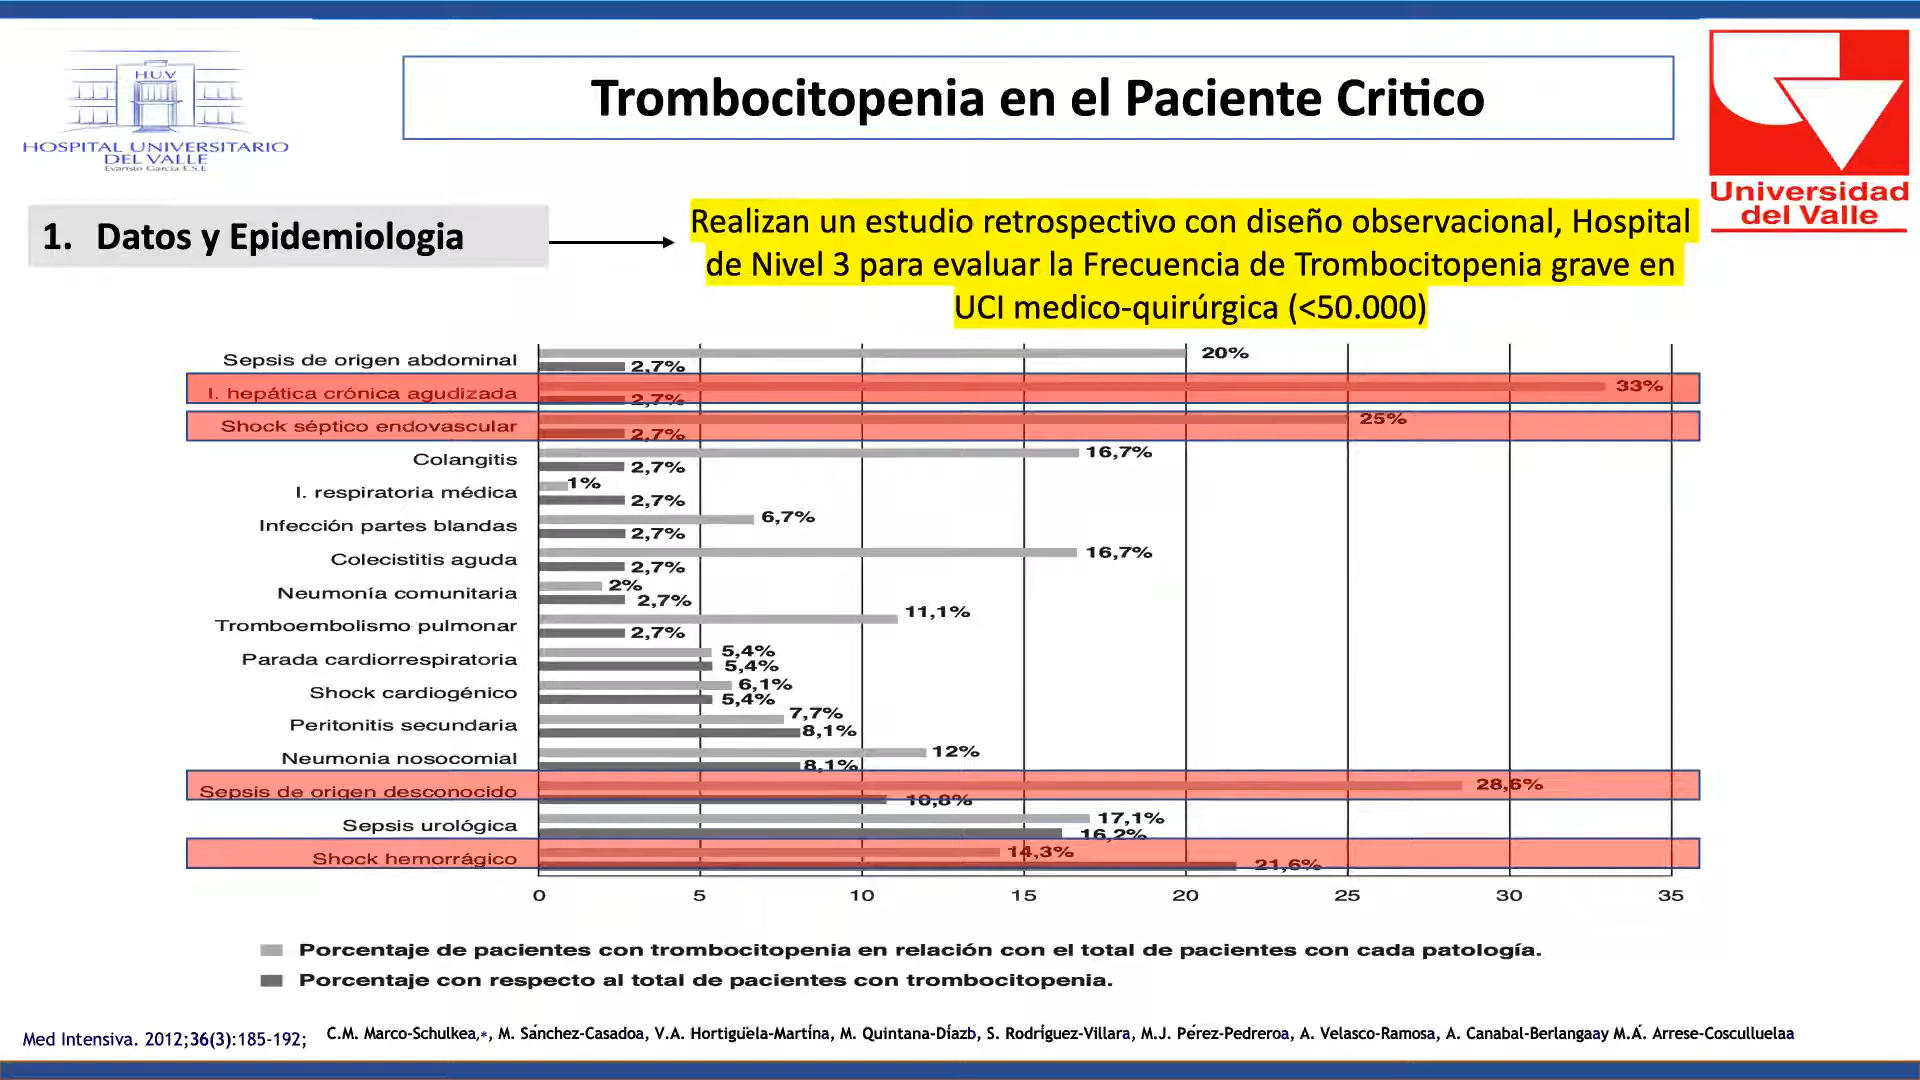 H.U.V
HOSPITAL UNIVERSITARIO
DEL VALLE
Evaristo Garcia E.S.E
Trombocitopenia en el Paciente Critico
Universidad
del Valle
1. Datos y Epidemiologia
Realizan un estudio retrospectivo con diseño observacional, Hospital
de Nivel 3 para evaluar la Frecuencia de Trombocitopenia grave en
UCI medico-quirúrgica (<50.000)
Sepsis de origen abdominal 20%
2,7%
I. hepática crónica agudizada 33%
2,7%
Shock séptico endovascular 25%
2,7%
Colangitis 16,7%
2,7%
I. respiratoria médica 1%
2,7%
Infección partes blandas 6,7%
2,7%
Colecistitis aguda 16,7%
2,7%
Neumonía comunitaria 2%
2,7%
Tromboembolismo pulmonar 11,1%
2,7%
Parada cardiorrespiratoria 5,4%
5,4%
Shock cardiogénico 6,1%
5,4%
Peritonitis secundaria 7,7%
8,1%
Neumonia nosocomial 12%
8,1%
Sepsis de origen desconocido 28,6%
10,8%
Sepsis urológica 17,1%
16,2%
Shock hemorrágico 14,3%
21,6%
0 5 10 15 20 25 30 35
Porcentaje de pacientes con trombocitopenia en relación con el total de pacientes con cada patología.
Porcentaje con respecto al total de pacientes con trombocitopenia.
Med Intensiva. 2012;36(3):185-192; C.M. Marco-Schulkea,*, M. Sánchez-Casadoa, V.A. Hortigüela-Martína, M. Quintana-Díazb, S. Rodríguez-Villara, M.J. Pérez-Pedreroa, A. Velasco-Ramosa, A. Canabal-Berlangaay M.Á. Arrese-Cosculluelaa